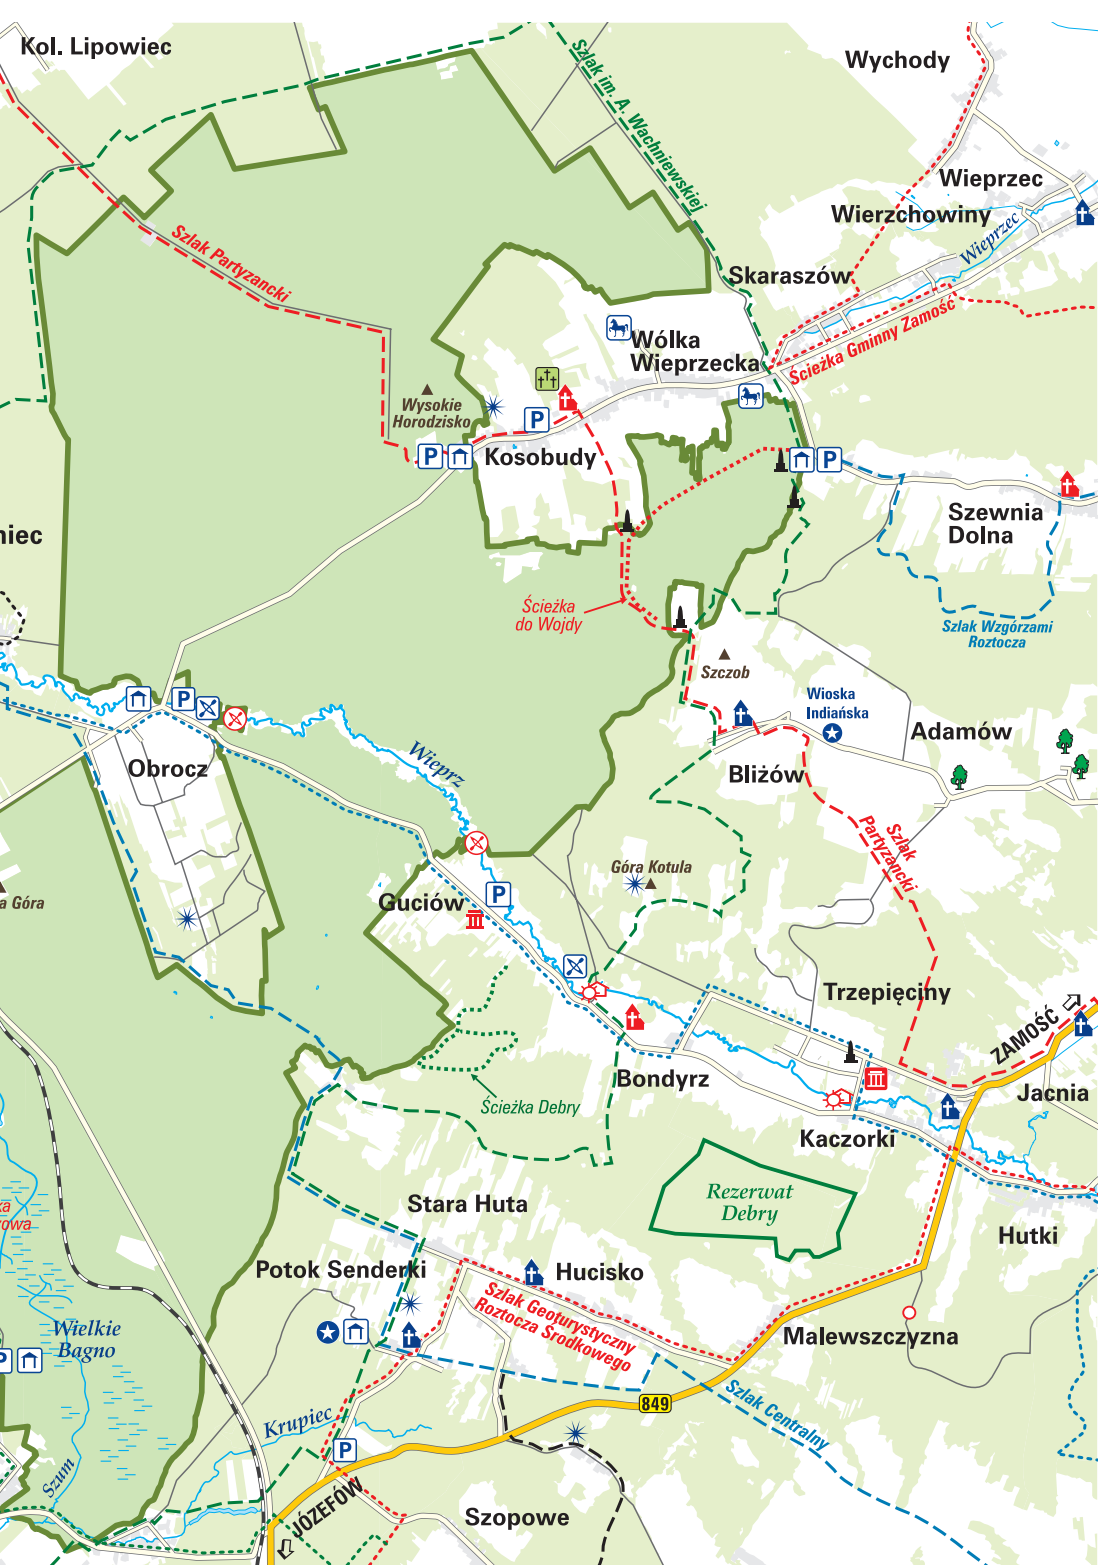 Kol. Lipowiec
Szlak im. A. Wachniewskiej
Wychody
Wieprzec
Wierzchowiny
Wieprzec
Szlak Partyzancki
Skaraszów
Ścieżka Gminny Zamość
Wólka
Wieprzecka
Wysokie
Horodzisko
P
P
Kosobudy
P
Szewnia
Dolna
niec
Ścieżka
do Wojdy
Szlak Wzgórzami
Roztocza
Szczob
Wioska
Indiańska
P
Adamów
Obrocz
Wieprz
Bliżów
Szlak
Partyzancki
Góra Kotula
a Góra
Guciów
P
Trzepięciny
ZAMOŚĆ
Bondyrz
Jacnia
Ścieżka Debry
Kaczorki
Rezerwat
Debry
Stara Huta
ka
zowa
Hutki
Potok Senderki
Hucisko
Szlak Geoturystyczny
Roztocza Środkowego
Wielkie
Bagno
P
Malewszczyzna
Szlak Centralny
849
Krupiec
P
Szum
JÓZEFÓW
Szopowe